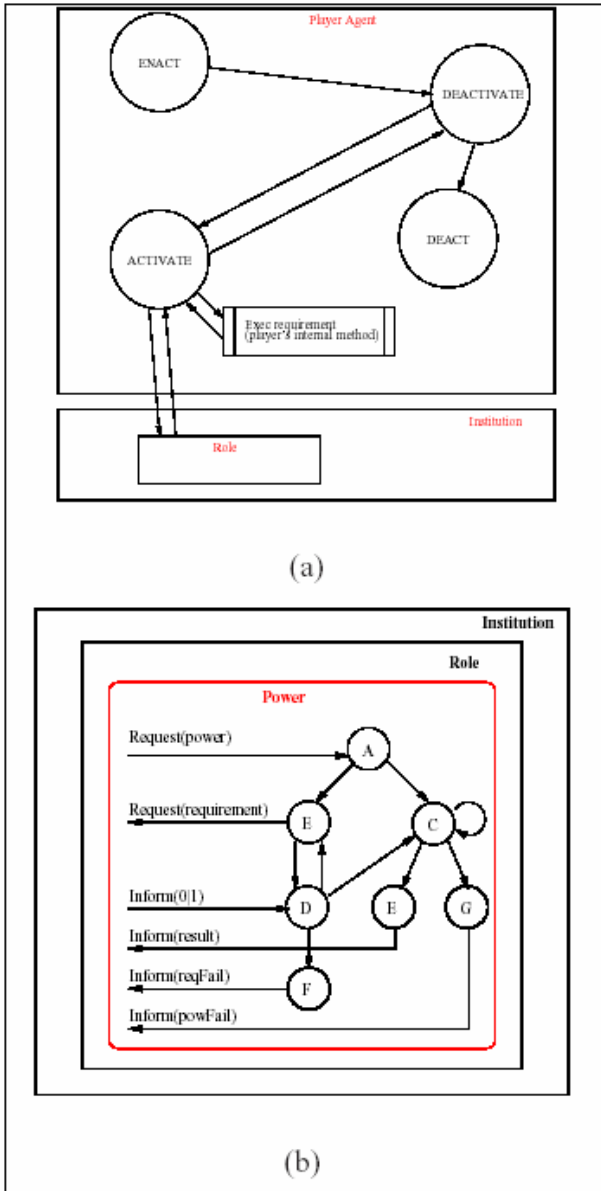 Player Agent
ENACT
DEACTIVATE
DEACT
ACTIVATE
Exec requirement
(player's internal method)
Institution
Role
(a)
Institution
Role
Power
Request(power)
A
Request(requirement)
E
C
Inform(0|1)
D
E
G
Inform(result)
Inform(reqFail)
F
Inform(powFail)
(b)